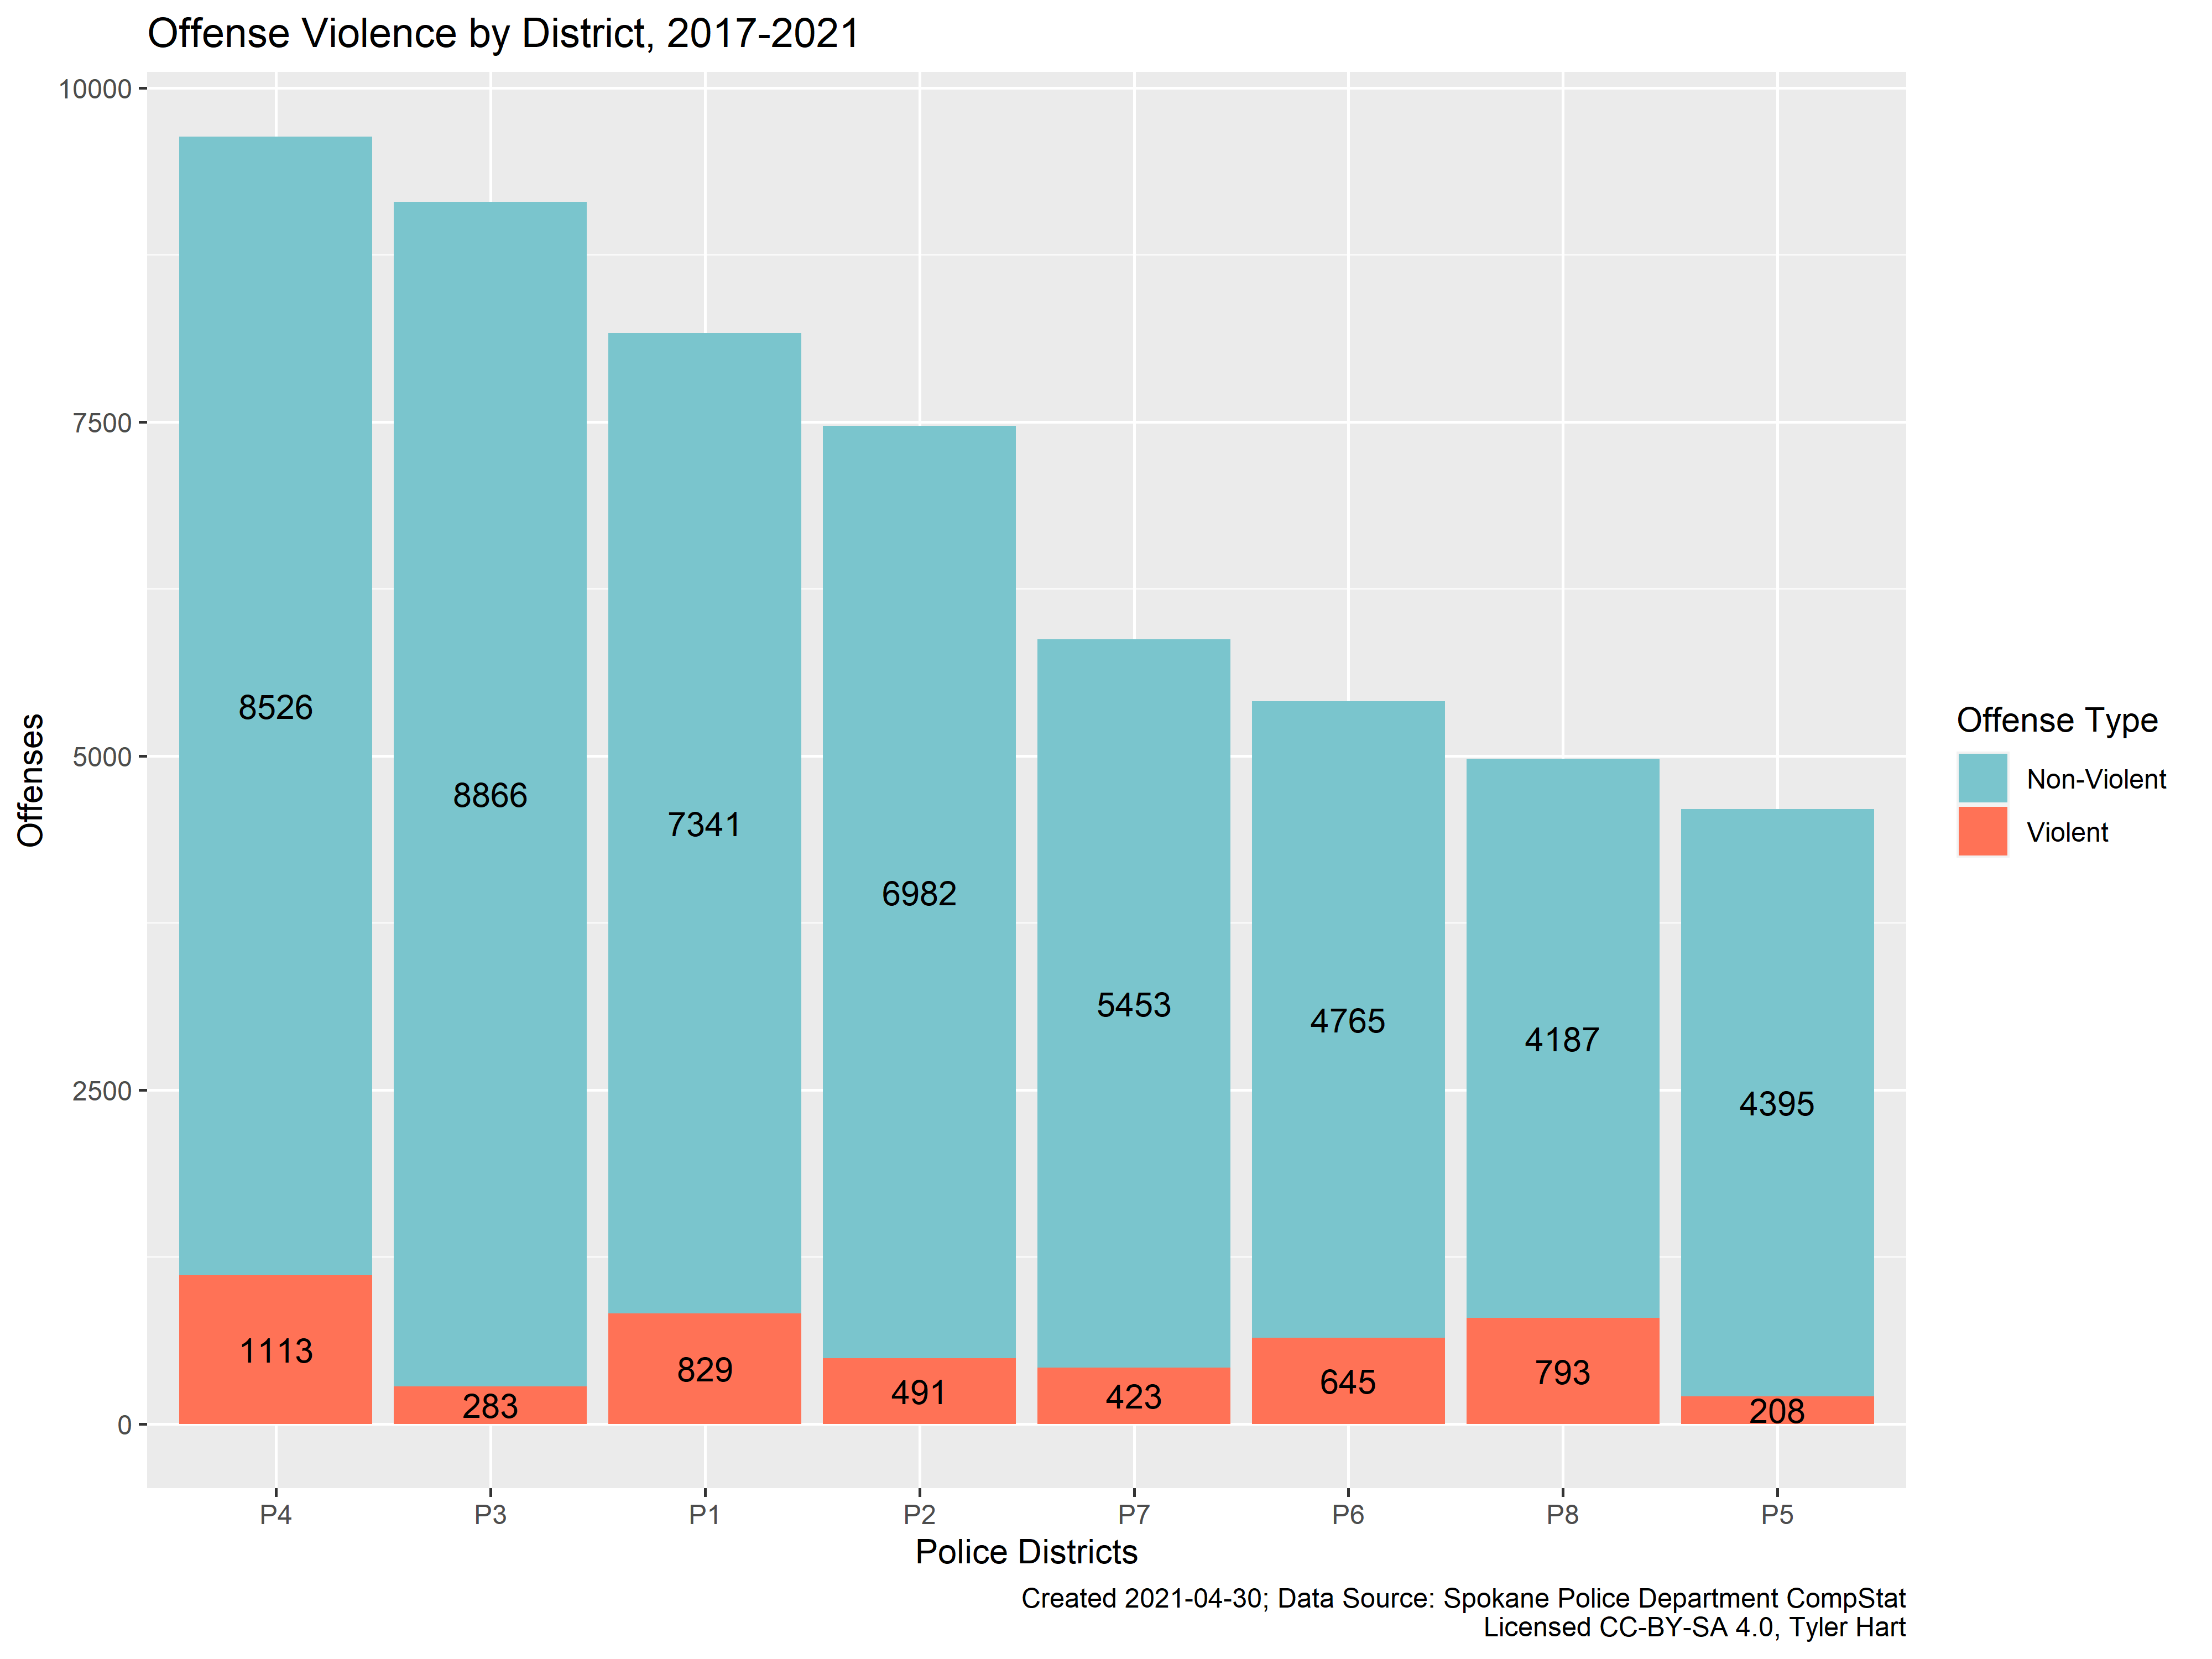 Offense Violence by District, 2017-2021
10000
7500
5000
2500
0
Offenses
8526
8866
7341
6982
5453
4765
4187
4395
1113
283
829
491
423
645
793
208
P4 P3 P1 P2 P7 P6 P8 P5
Police Districts
Offense Type
Non-Violent
Violent
Created 2021-04-30; Data Source: Spokane Police Department CompStat
Licensed CC-BY-SA 4.0, Tyler Hart